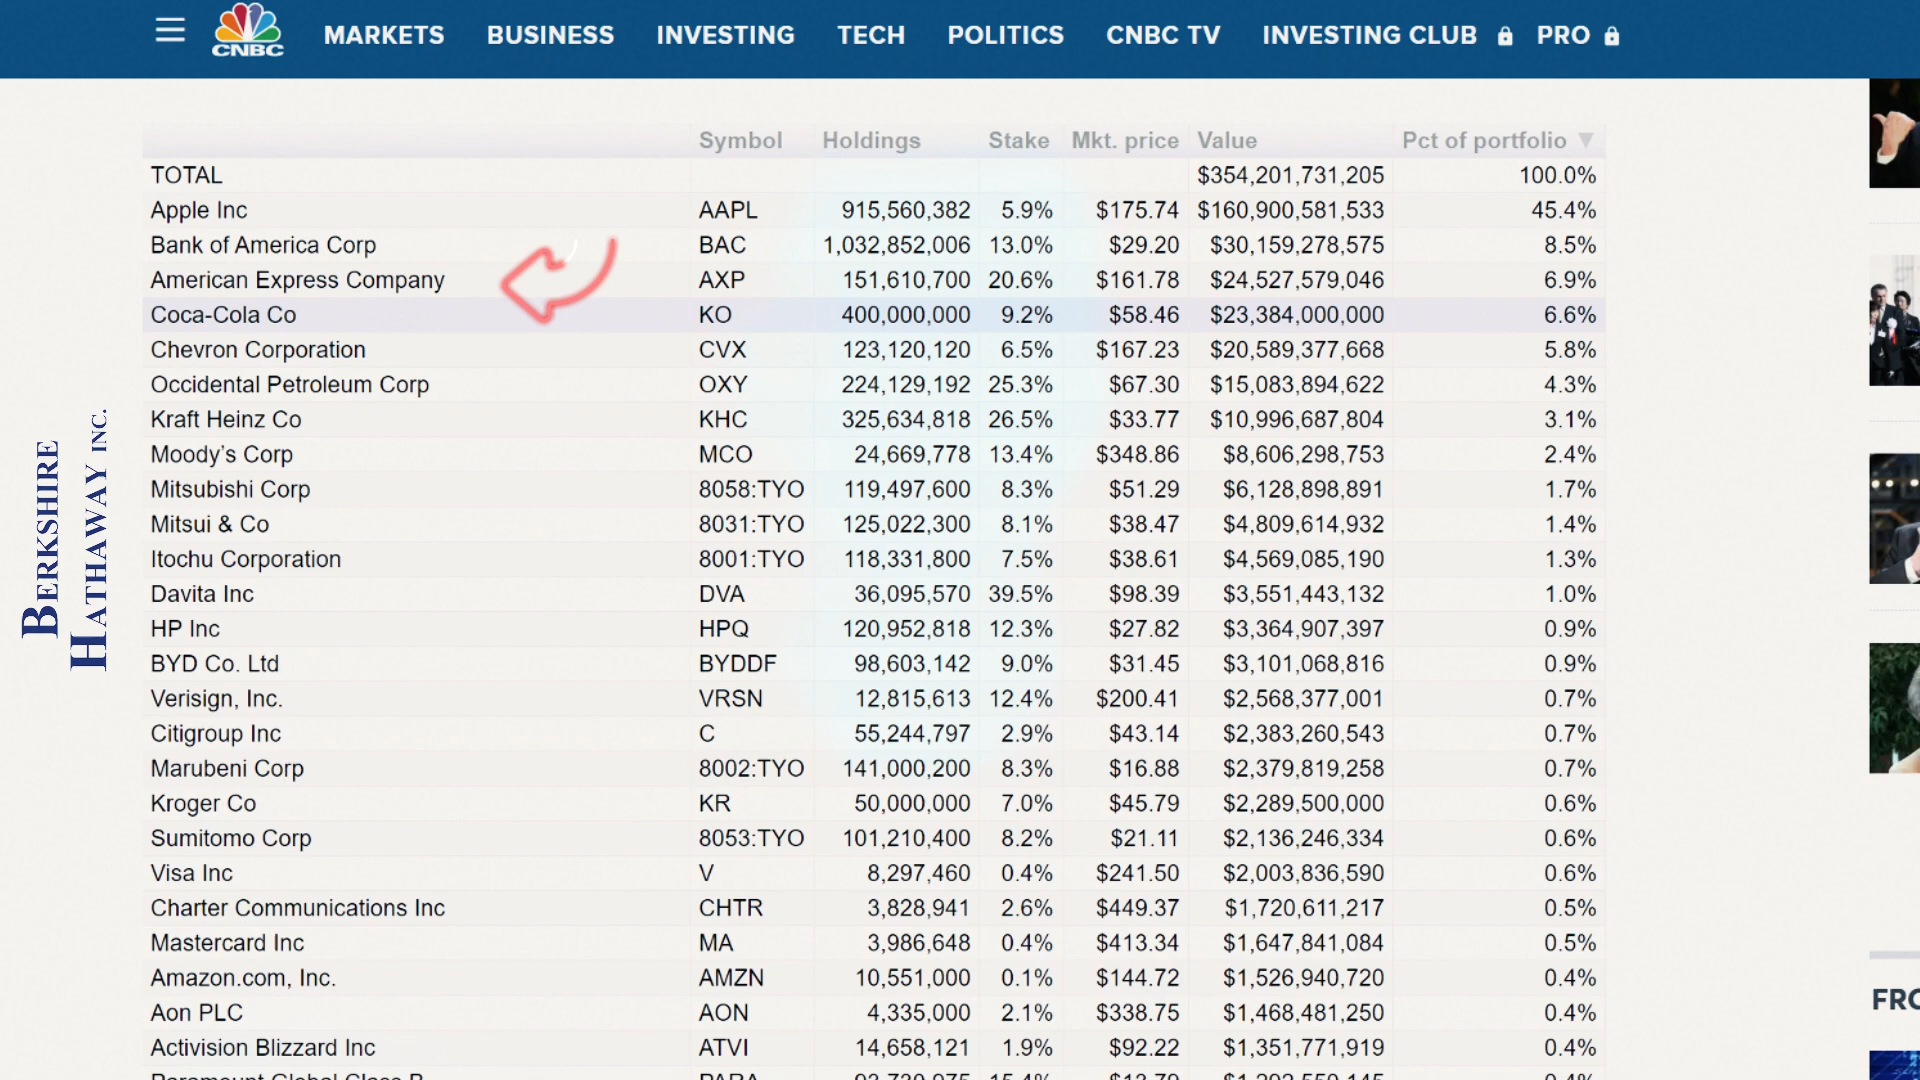 CNBC MARKETS BUSINESS INVESTING TECH POLITICS CNBC TV INVESTING CLUB PRO
BERKSHIRE
HATHAWAY INC.
Symbol Holdings Stake Mkt. price Value Pct of portfolio ▼
TOTAL $354,201,731,205 100.0%
Apple Inc AAPL 915,560,382 5.9% $175.74 $160,900,581,533 45.4%
Bank of America Corp BAC 1,032,852,006 13.0% $29.20 $30,159,278,575 8.5%
American Express Company AXP 151,610,700 20.6% $161.78 $24,527,579,046 6.9%
Coca-Cola Co KO 400,000,000 9.2% $58.46 $23,384,000,000 6.6%
Chevron Corporation CVX 123,120,120 6.5% $167.23 $20,589,377,668 5.8%
Occidental Petroleum Corp OXY 224,129,192 25.3% $67.30 $15,083,894,622 4.3%
Kraft Heinz Co KHC 325,634,818 26.5% $33.77 $10,996,687,804 3.1%
Moody’s Corp MCO 24,669,778 13.4% $348.86 $8,606,298,753 2.4%
Mitsubishi Corp 8058:TYO 119,497,600 8.3% $51.29 $6,128,898,891 1.7%
Mitsui & Co 8031:TYO 125,022,300 8.1% $38.47 $4,809,614,932 1.4%
Itochu Corporation 8001:TYO 118,331,800 7.5% $38.61 $4,569,085,190 1.3%
Davita Inc DVA 36,095,570 39.5% $98.39 $3,551,443,132 1.0%
HP Inc HPQ 120,952,818 12.3% $27.82 $3,364,907,397 0.9%
BYD Co. Ltd BYDDF 98,603,142 9.0% $31.45 $3,101,068,816 0.9%
Verisign, Inc. VRSN 12,815,613 12.4% $200.41 $2,568,377,001 0.7%
Citigroup Inc C 55,244,797 2.9% $43.14 $2,383,260,543 0.7%
Marubeni Corp 8002:TYO 141,000,200 8.3% $16.88 $2,379,819,258 0.7%
Kroger Co KR 50,000,000 7.0% $45.79 $2,289,500,000 0.6%
Sumitomo Corp 8053:TYO 101,210,400 8.2% $21.11 $2,136,246,334 0.6%
Visa Inc V 8,297,460 0.4% $241.50 $2,003,836,590 0.6%
Charter Communications Inc CHTR 3,828,941 2.6% $449.37 $1,720,611,217 0.5%
Mastercard Inc MA 3,986,648 0.4% $413.34 $1,647,841,084 0.5%
Amazon.com, Inc. AMZN 10,551,000 0.1% $144.72 $1,526,940,720 0.4%
Aon PLC AON 4,335,000 2.1% $338.75 $1,468,481,250 0.4%
FRO
Activision Blizzard Inc ATVI 14,658,121 1.9% $92.22 $1,351,771,919 0.4%